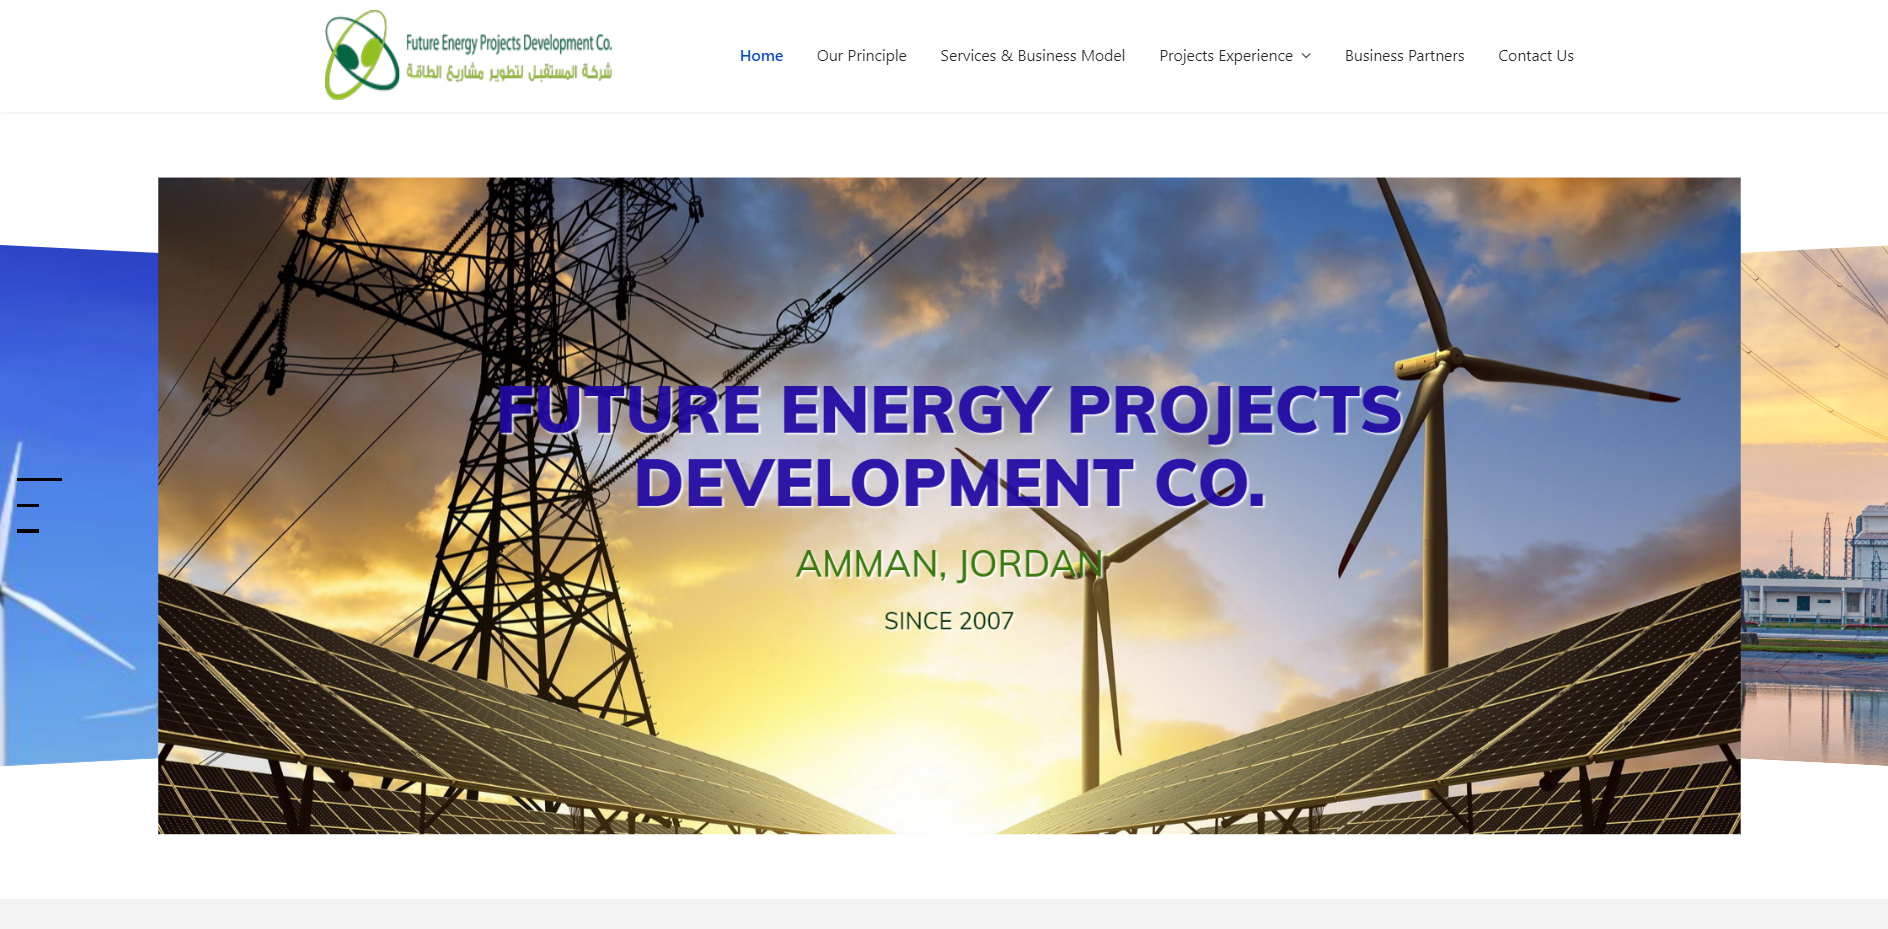 Future Energy Projects Development Co.
شركة المستقبل لتطوير مشاريع الطاقة
Home
Our Principle
Services & Business Model
Projects Experience
Business Partners
Contact Us
FUTURE ENERGY PROJECTS
DEVELOPMENT CO.
AMMAN, JORDAN
SINCE 2007